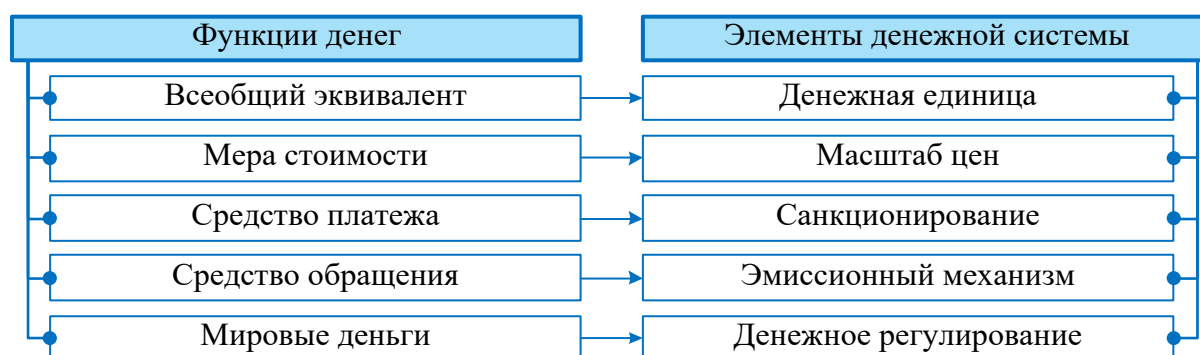 Функции денег
Элементы денежной системы
Всеобщий эквивалент
Денежная единица
Мера стоимости
Масштаб цен
Средство платежа
Санкционирование
Средство обращения
Эмиссионный механизм
Мировые деньги
Денежное регулирование